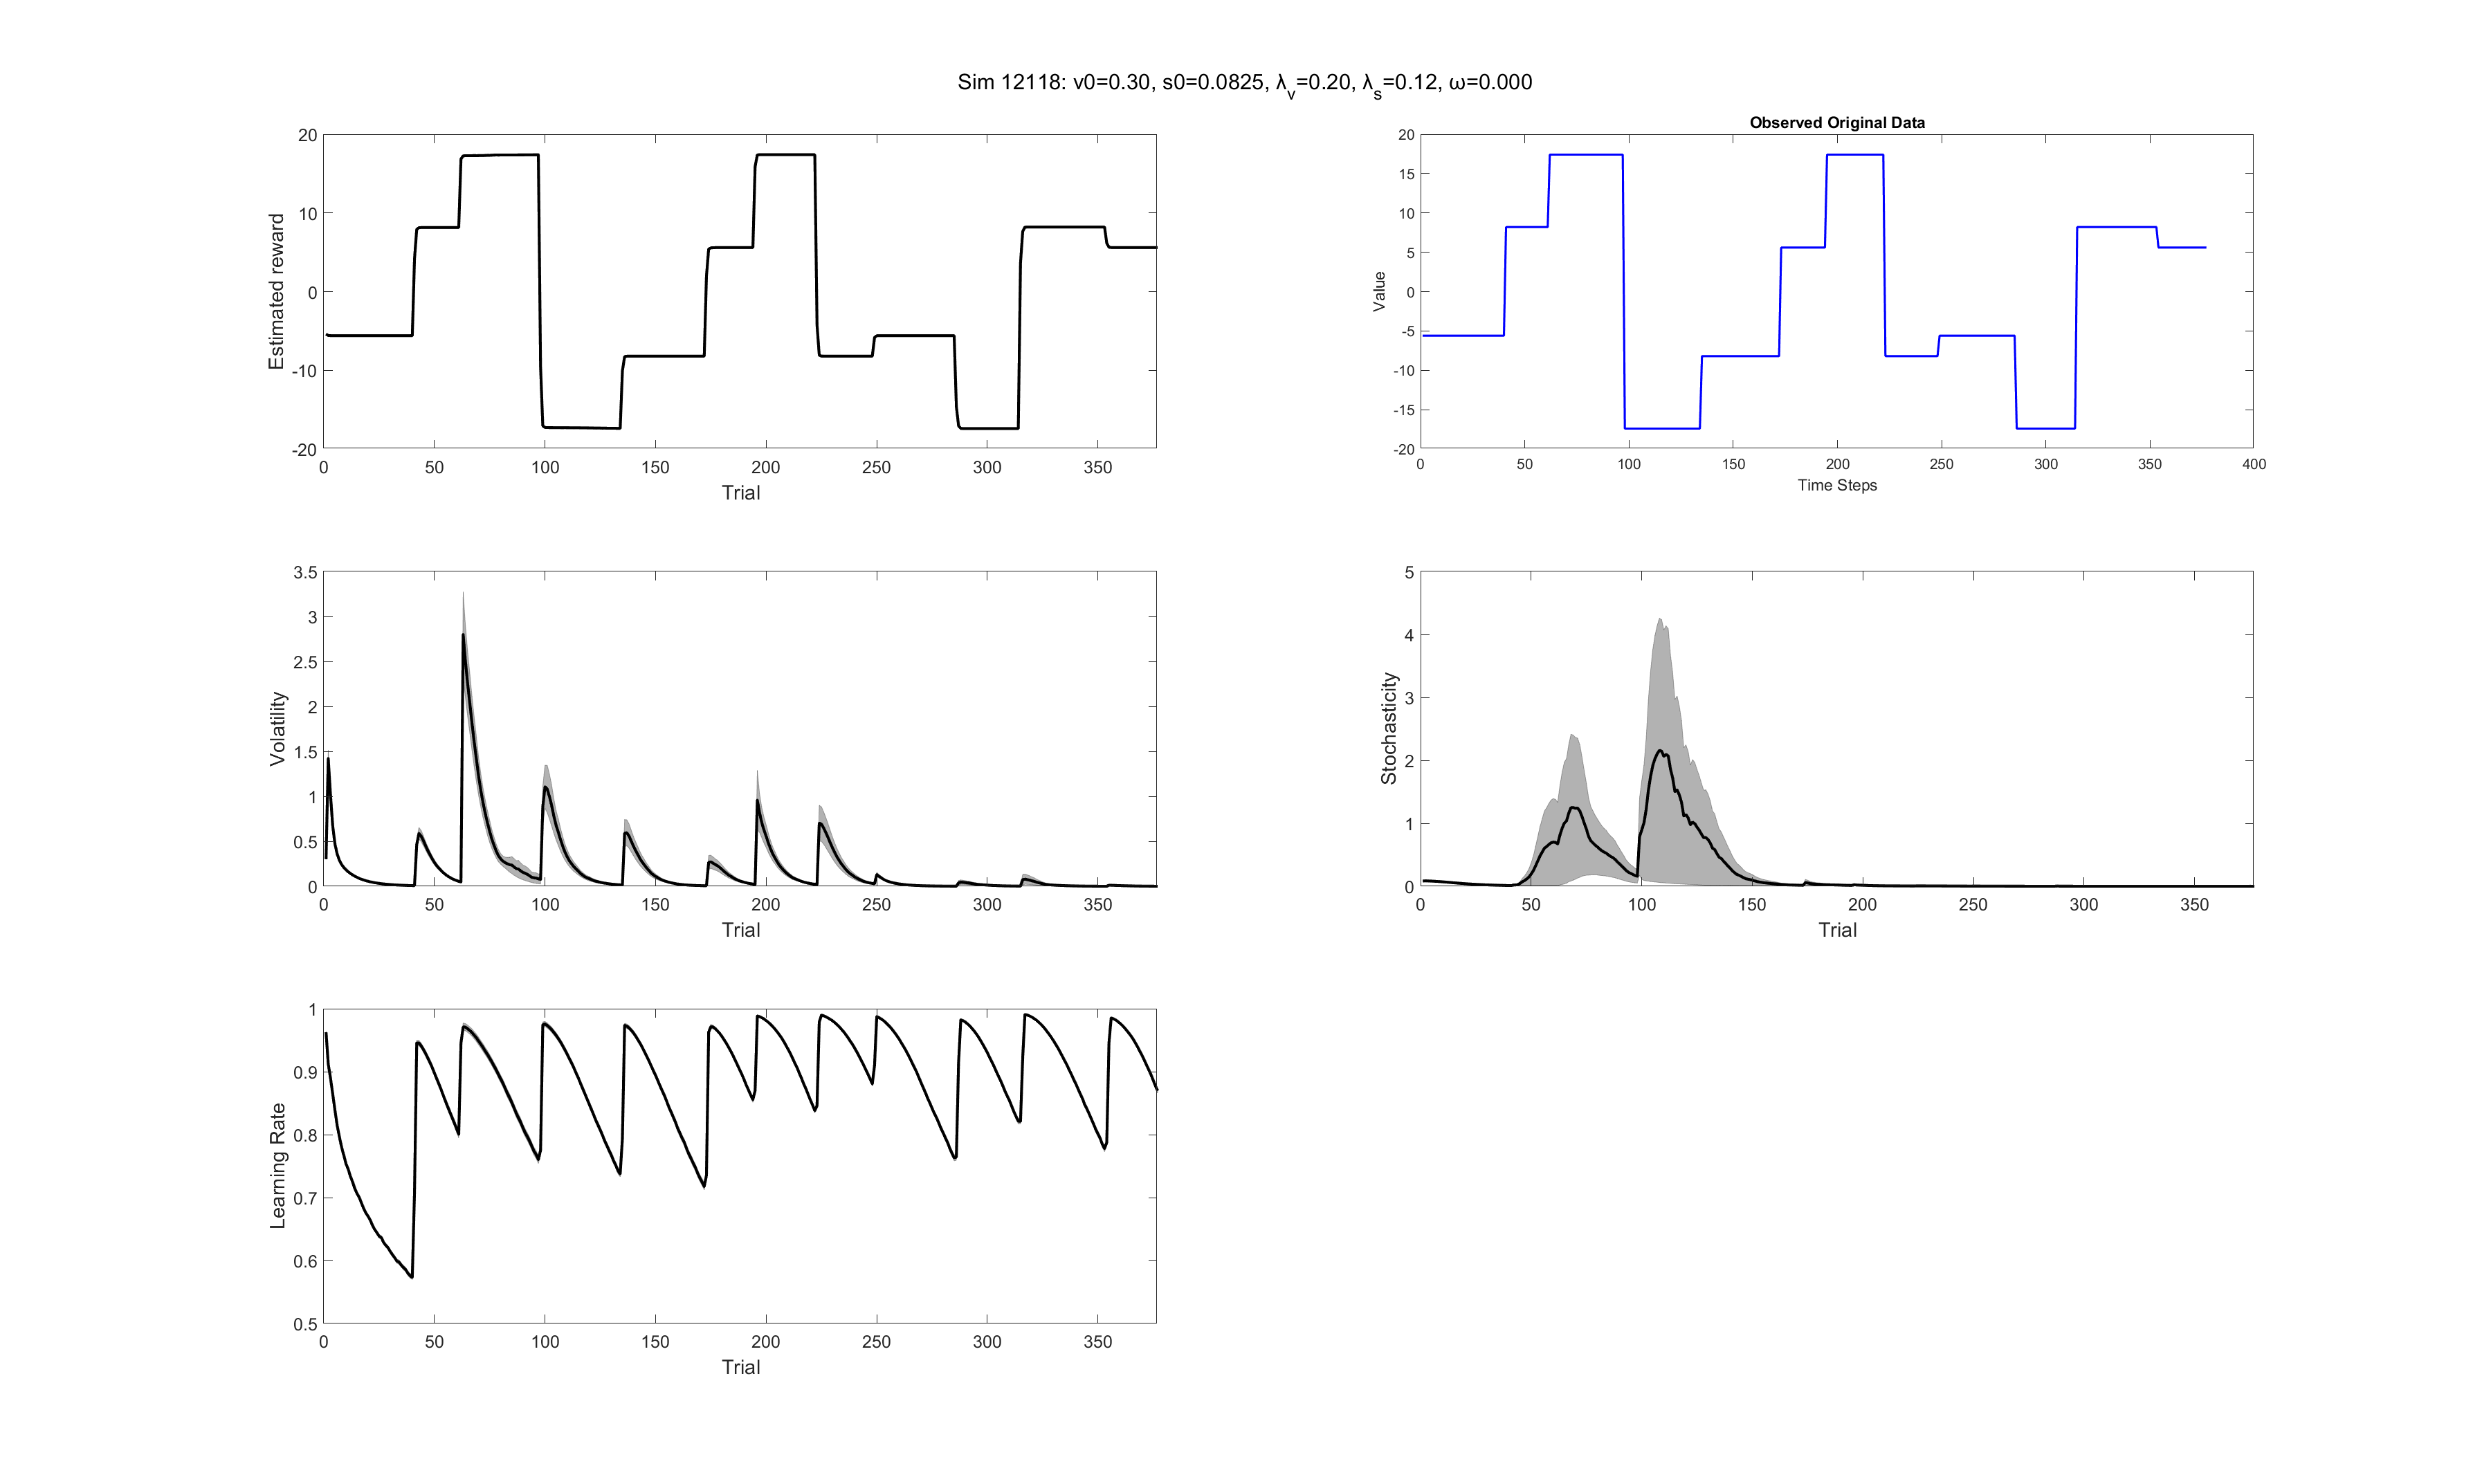 Sim 12118: v0=0.30, s0=0.0825, λv=0.20, λs=0.12, ω=0.000
20
10
0
-10
-20
Estimated reward
0 50 100 150 200 250 300 350
Trial
Observed Original Data
20
15
10
5
0
-5
-10
-15
-20
Value
0 50 100 150 200 250 300 350 400
Time Steps
3.5
3
2.5
2
1.5
1
0.5
0
Volatility
0 50 100 150 200 250 300 350
Trial
5
4
3
2
1
0
Stochasticity
0 50 100 150 200 250 300 350
Trial
1
0.9
0.8
0.7
0.6
0.5
Learning Rate
0 50 100 150 200 250 300 350
Trial